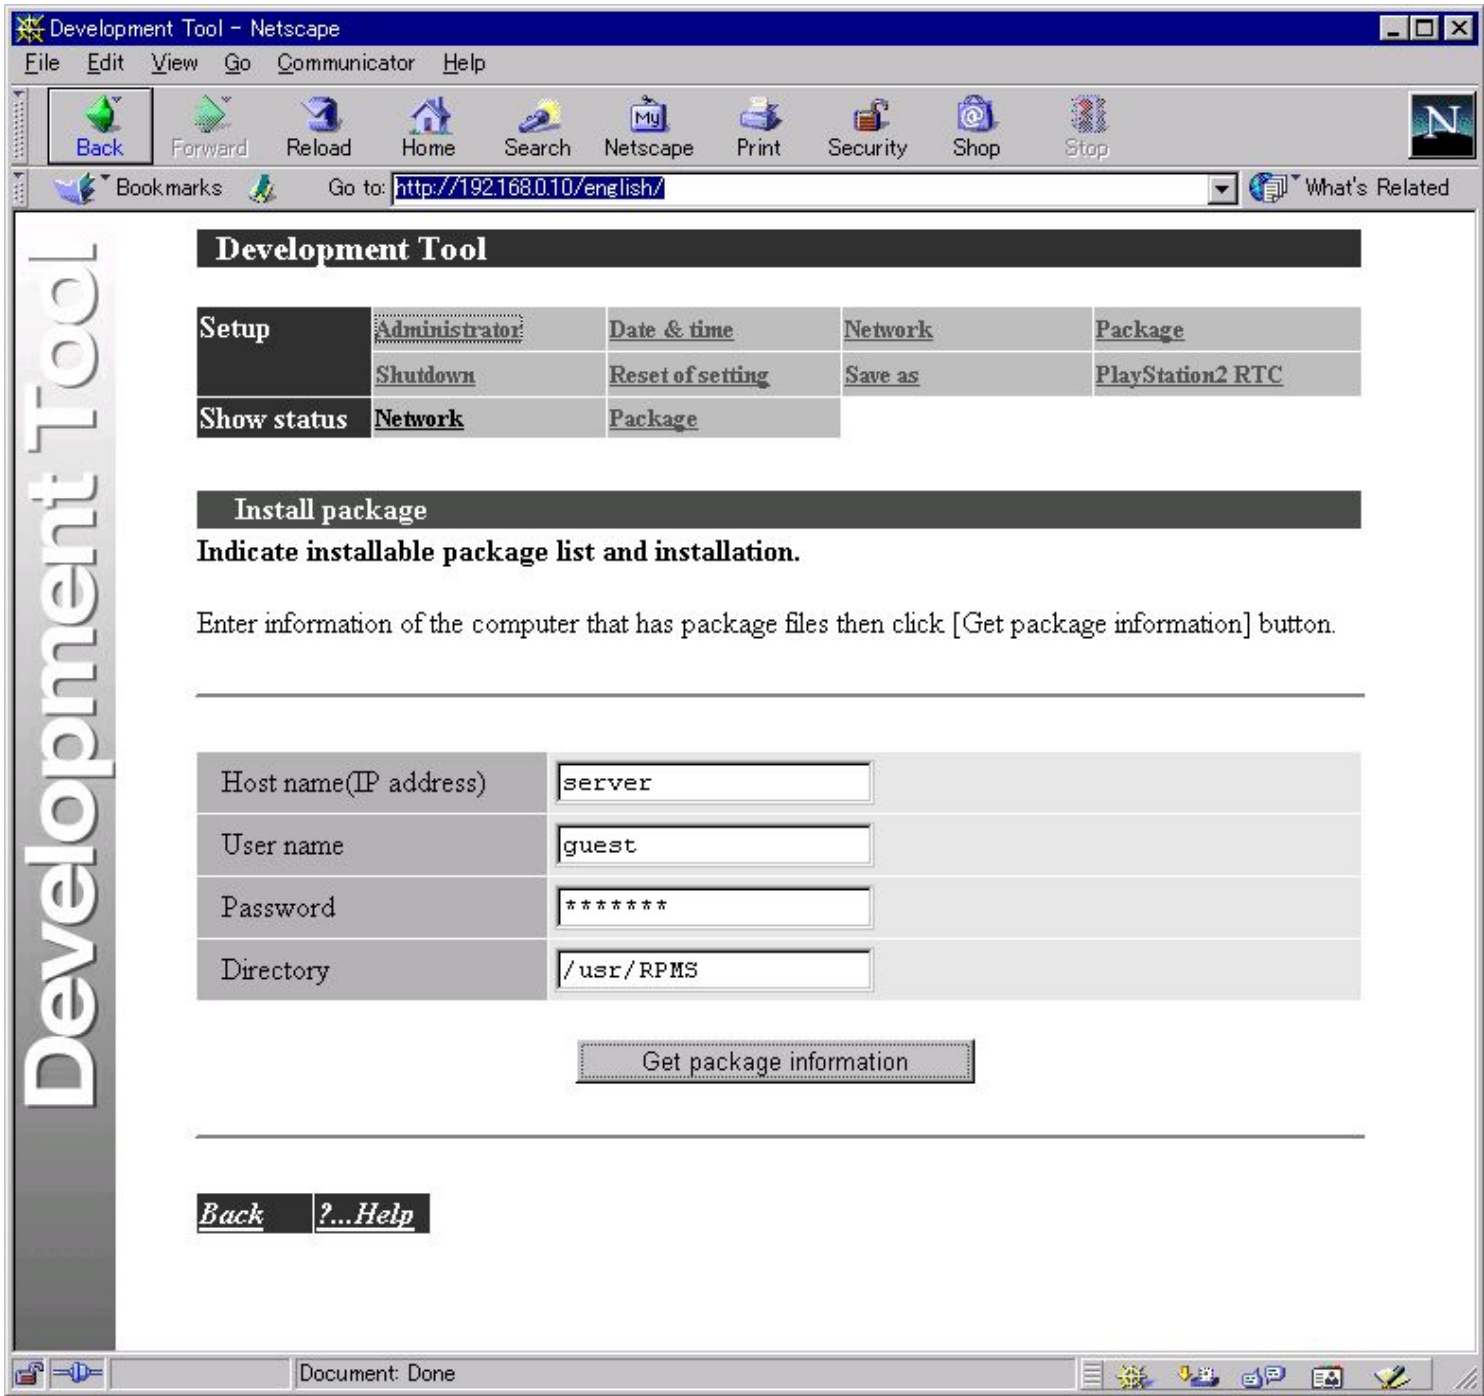 Development Tool - Netscape
File Edit View Go Communicator Help
Back Forward Reload Home Search Netscape Print Security Shop Stop
My
N
Bookmarks Go to: http://192.168.0.10/english/ What's Related
Development Tool
Development Tool
Setup Administrator Date & time Network Package
Shutdown Reset of setting Save as PlayStation2 RTC
Show status Network Package
Install package
Indicate installable package list and installation.
Enter information of the computer that has package files then click [Get package information] button.
Host name(IP address) server
User name guest
Password *******
Directory /usr/RPMS
Get package information
Back ?...Help
Document: Done